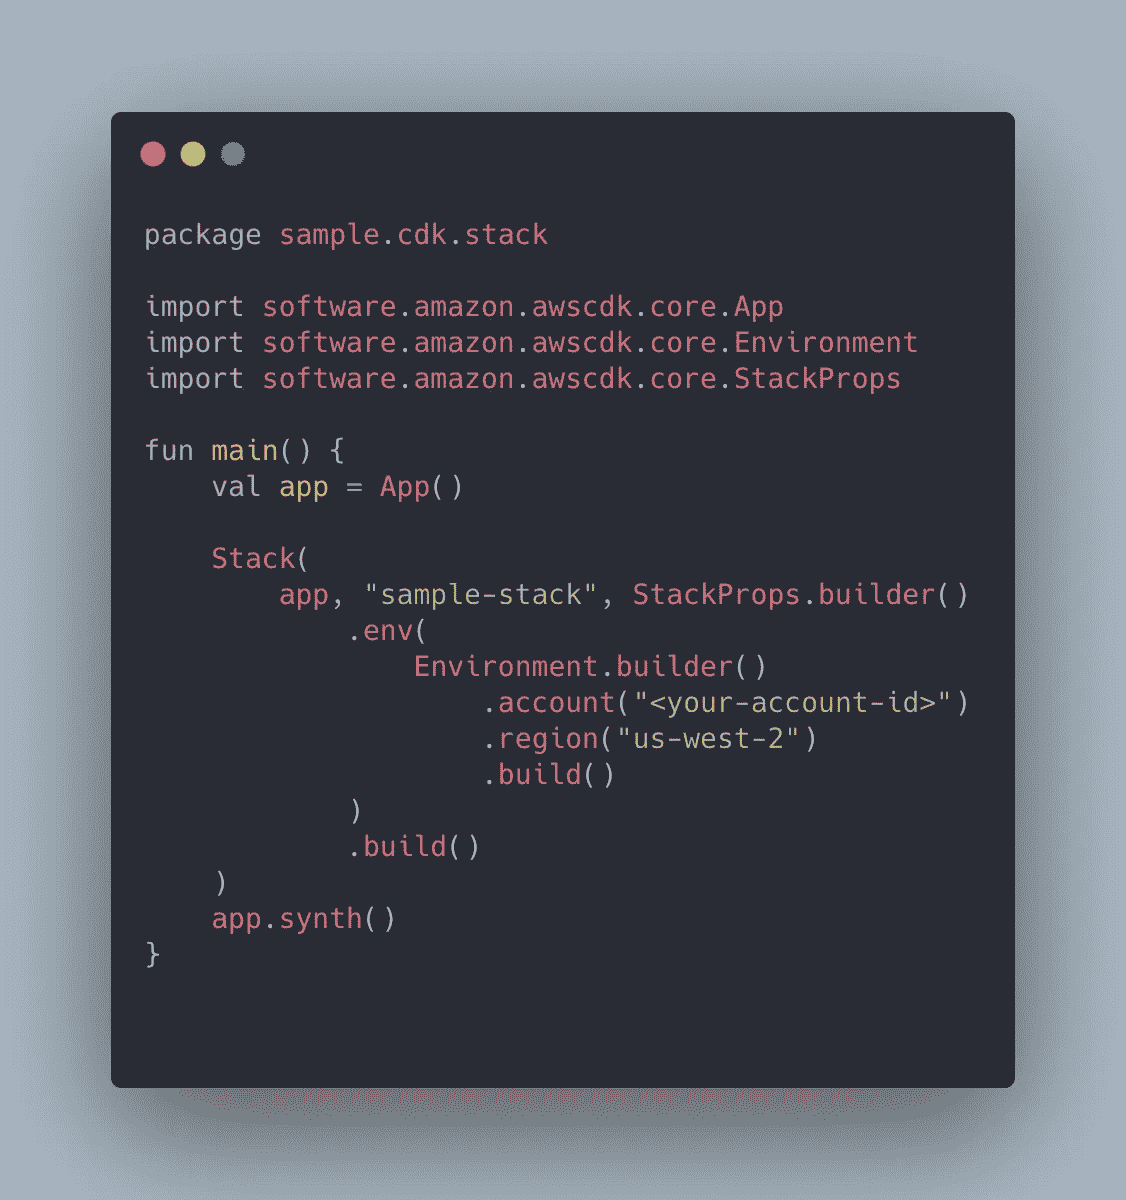 package sample.cdk.stack

import software.amazon.awscdk.core.App
import software.amazon.awscdk.core.Environment
import software.amazon.awscdk.core.StackProps

fun main() {
    val app = App()

    Stack(
        app, "sample-stack", StackProps.builder()
            .env(
                Environment.builder()
                    .account("<your-account-id>")
                    .region("us-west-2")
                    .build()
            )
            .build()
    )
    app.synth()
}